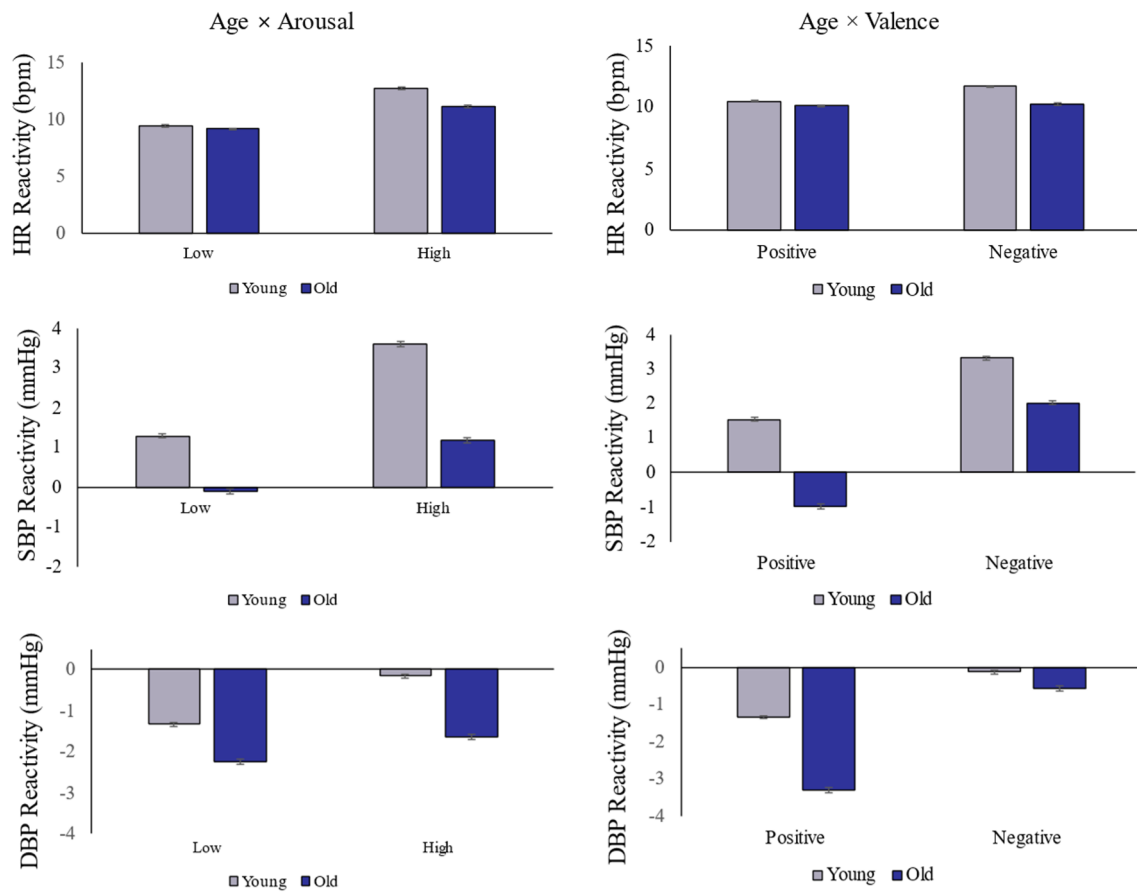 Age × Arousal
HR Reactivity (bpm)
15
10
5
0
Low High
Young Old
SBP Reactivity (mmHg)
4
3
2
1
0
-1
-2
Low High
Young Old
DBP Reactivity (mmHg)
0
-1
-2
-3
-4
Low High
Young Old
Age × Valence
HR Reactivity (bpm)
15
10
5
0
Positive Negative
Young Old
SBP Reactivity (mmHg)
4
3
2
1
0
-1
-2
Positive Negative
Young Old
DBP Reactivity (mmHg)
0
-1
-2
-3
-4
Positive Negative
Young Old